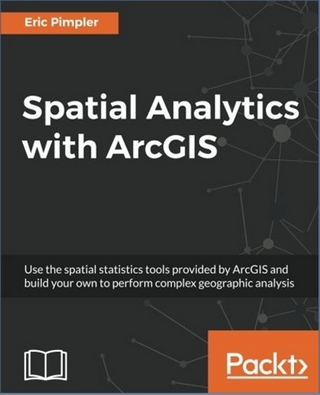 Eric Pimpler
Spatial Analytics
with ArcGIS
Use the spatial statistics tools provided by ArcGIS and
build your own to perform complex geographic analysis
Packt>